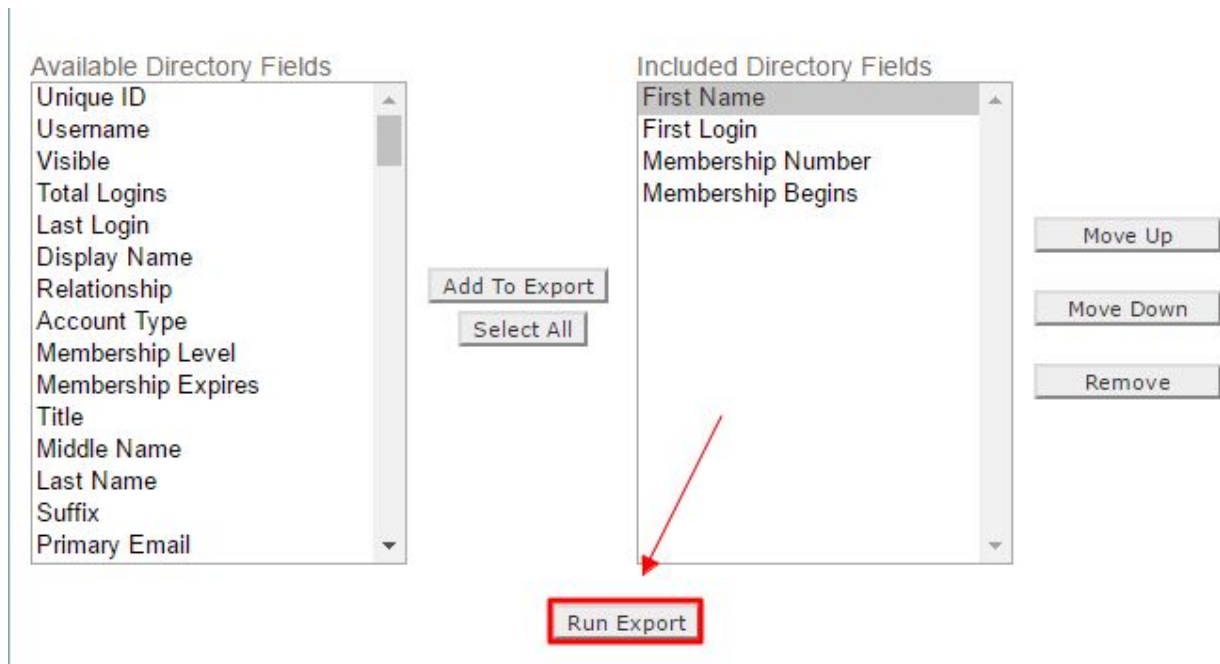 Available Directory Fields
Unique ID
Username
Visible
Total Logins
Last Login
Display Name
Relationship
Account Type
Membership Level
Membership Expires
Title
Middle Name
Last Name
Suffix
Primary Email
Add To Export
Select All
Included Directory Fields
First Name
First Login
Membership Number
Membership Begins
Move Up
Move Down
Remove
Run Export